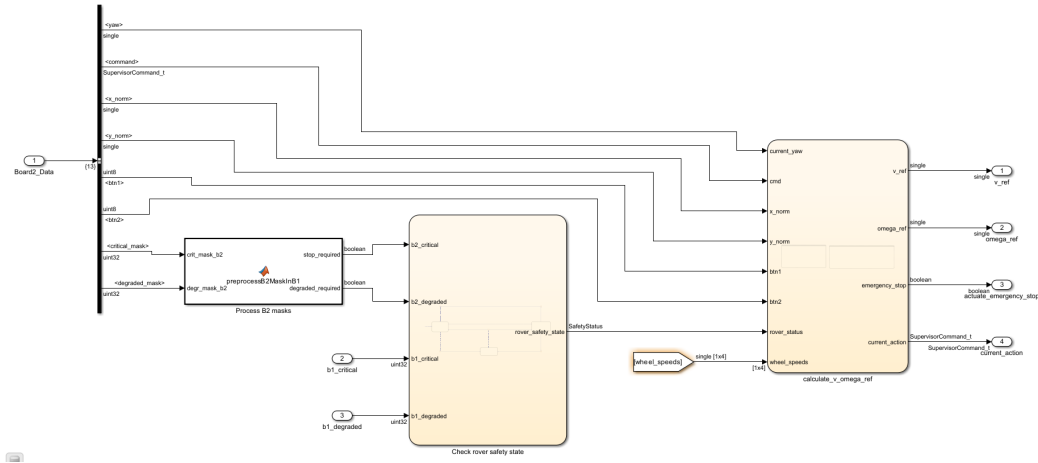 <yaw>
single
<command>
SupervisorCommand_t
<x_norm>
single
<y_norm>
single
1
Board2_Data
{13}
uint8
<btn1>
uint8
<btn2>
<critical_mask>
uint32
<degraded_mask>
uint32
crit_mask_b2
stop_required
preprocessB2MaskInB1
degr_mask_b2
degraded_required
Process B2 masks
boolean
boolean
2
b1_critical
uint32
3
b1_degraded
uint32
b2_critical
b2_degraded
rover_safety_state
b1_critical
b1_degraded
Check rover safety state
SafetyStatus
[wheel_speeds]
single [1x4]
[1x4]
current_yaw
cmd
x_norm
y_norm
btn1
btn2
rover_status
wheel_speeds
v_ref
omega_ref
emergency_stop
current_action
calculate_v_omega_ref
single
single
1
v_ref
single
single
2
omega_ref
boolean
boolean
3
actuate_emergency_stop
SupervisorCommand_t
SupervisorCommand_t
4
current_action